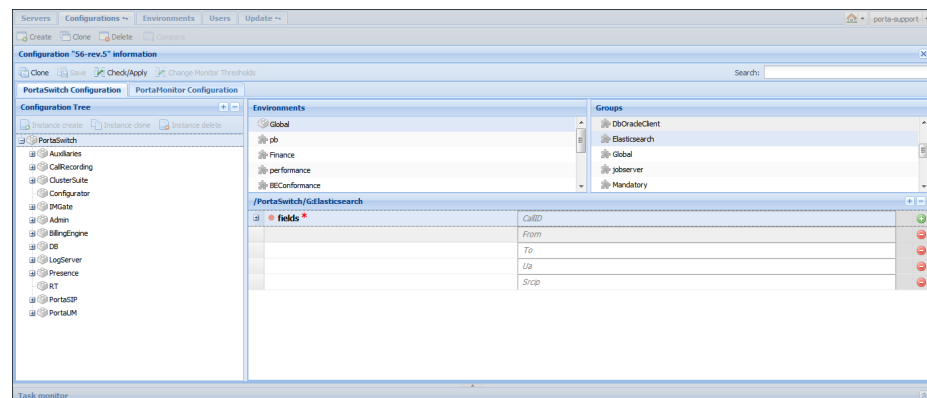 Servers Configurations Environments Users Update porta-support
Create Clone Delete Compare
Configuration "56-rev.5" information
Clone Save Check/Apply Change Monitor Thresholds Search:
PortaSwitch Configuration PortaMonitor Configuration
Configuration Tree
Instance create Instance clone Instance delete
PortaSwitch
Auxiliaries
CallRecording
ClusterSuite
Configurator
IMGate
Admin
BillingEngine
DB
LogServer
Presence
RT
PortaSIP
PortaUM
Environments
Global
pb
Finance
performance
BEConformance
Groups
DbOracleClient
Elasticsearch
Global
jobserver
Mandatory
/PortaSwitch/G:Elasticsearch
fields * CallID
From
To
Ua
Srcip
Task monitor